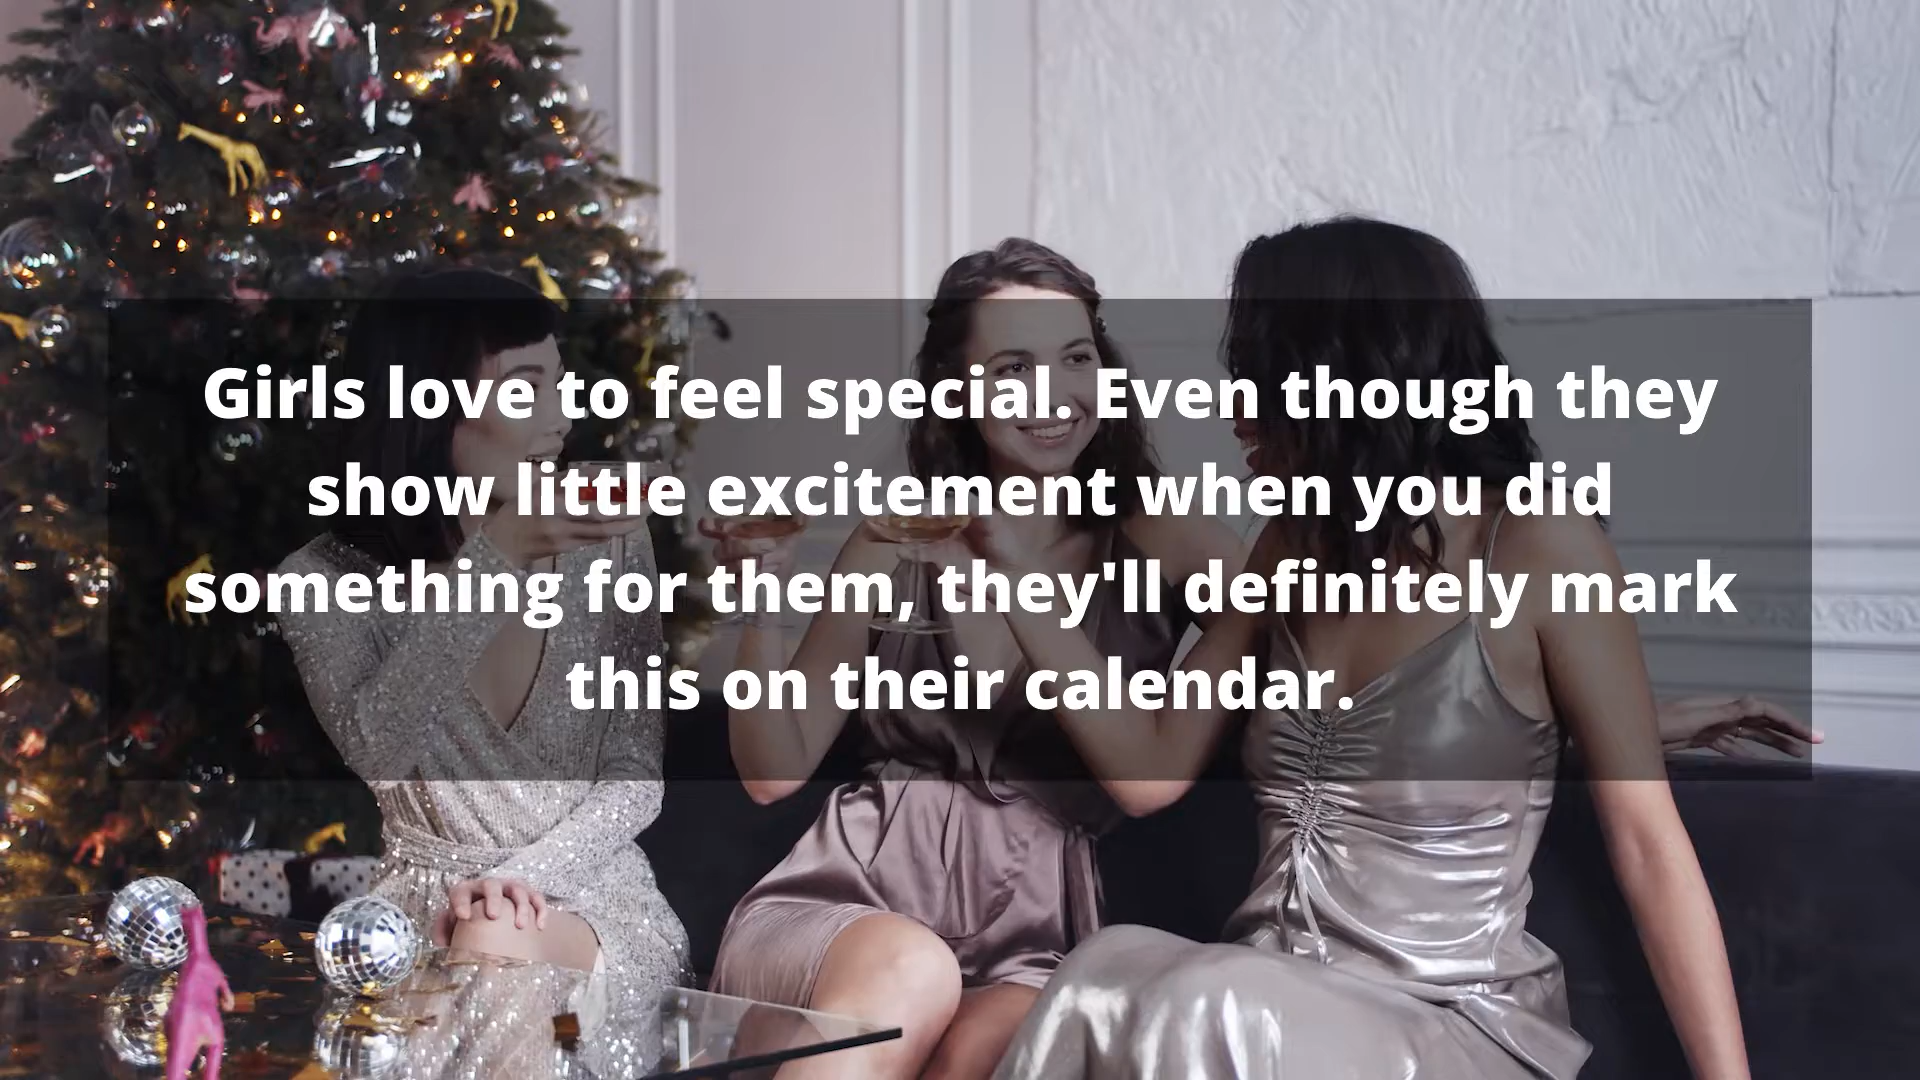 Girls love to feel special. Even though they
show little excitement when you did
something for them, they'll definitely mark
this on their calendar.